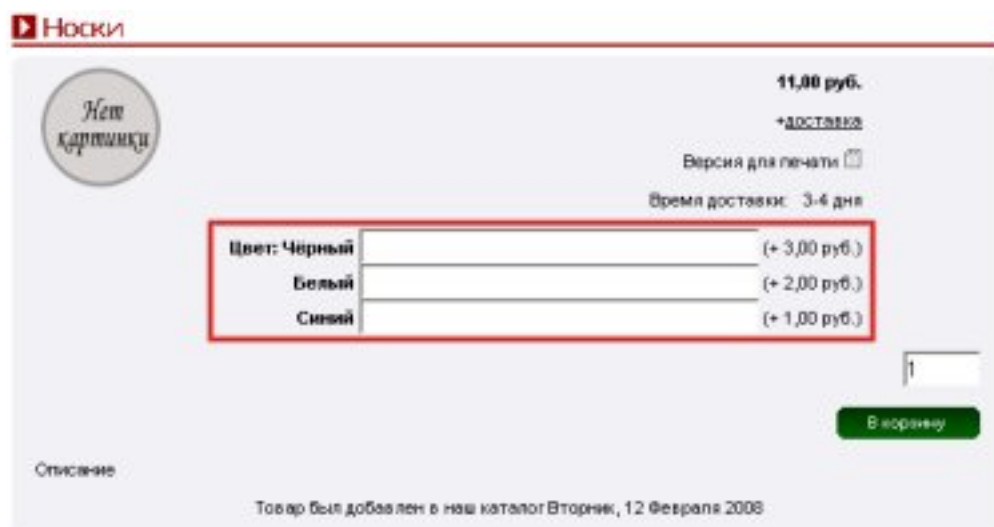 Носки
Нет
картинки
11,00 руб.
+доставка
Версия для печати
Время доставки: 3-4 дня
Цвет: Чёрный (+ 3,00 руб.)
Белый (+ 2,00 руб.)
Синий (+ 1,00 руб.)
1
В корзину
Описание
Товар был добавлен в наш каталог Вторник, 12 Февраля 2008